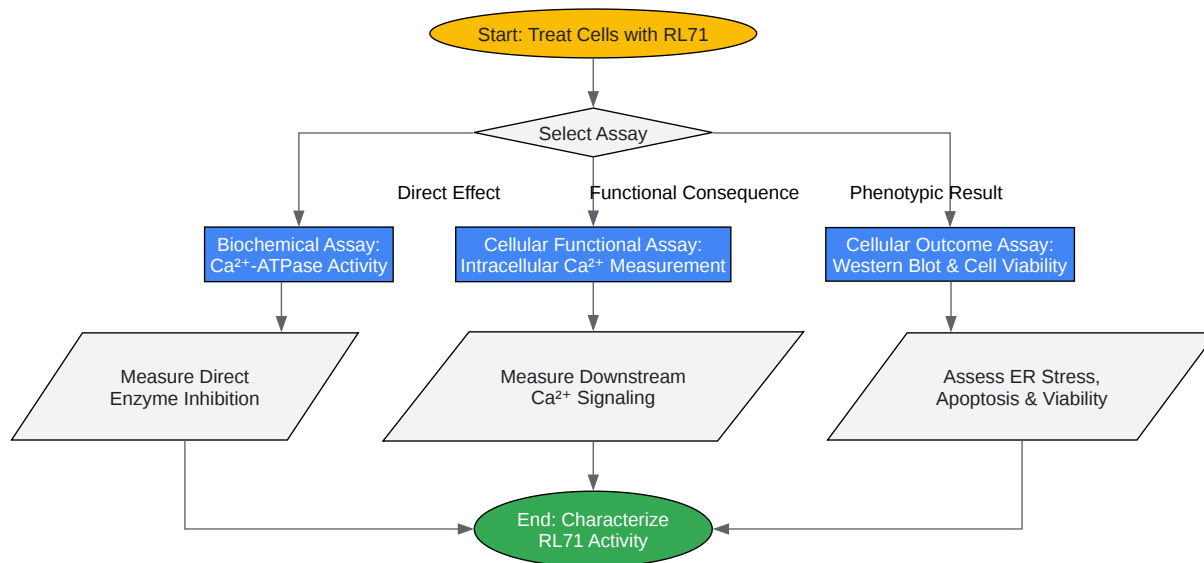 Start: Treat Cells with RL71
Select Assay
Direct Effect
Functional Consequence
Phenotypic Result
Biochemical Assay:
Ca²⁺-ATPase Activity
Cellular Functional Assay:
Intracellular Ca²⁺ Measurement
Cellular Outcome Assay:
Western Blot & Cell Viability
Measure Direct
Enzyme Inhibition
Measure Downstream
Ca²⁺ Signaling
Assess ER Stress,
Apoptosis & Viability
End: Characterize
RL71 Activity